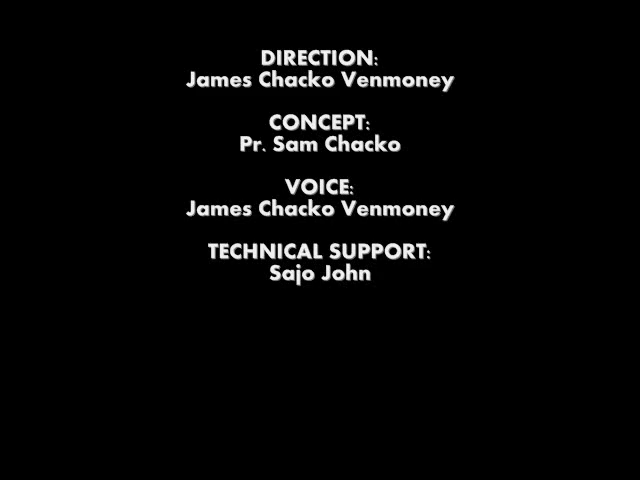 DIRECTION:
James Chacko Venmoney
CONCEPT:
Pr. Sam Chacko
VOICE:
James Chacko Venmoney
TECHNICAL SUPPORT:
Sajo John